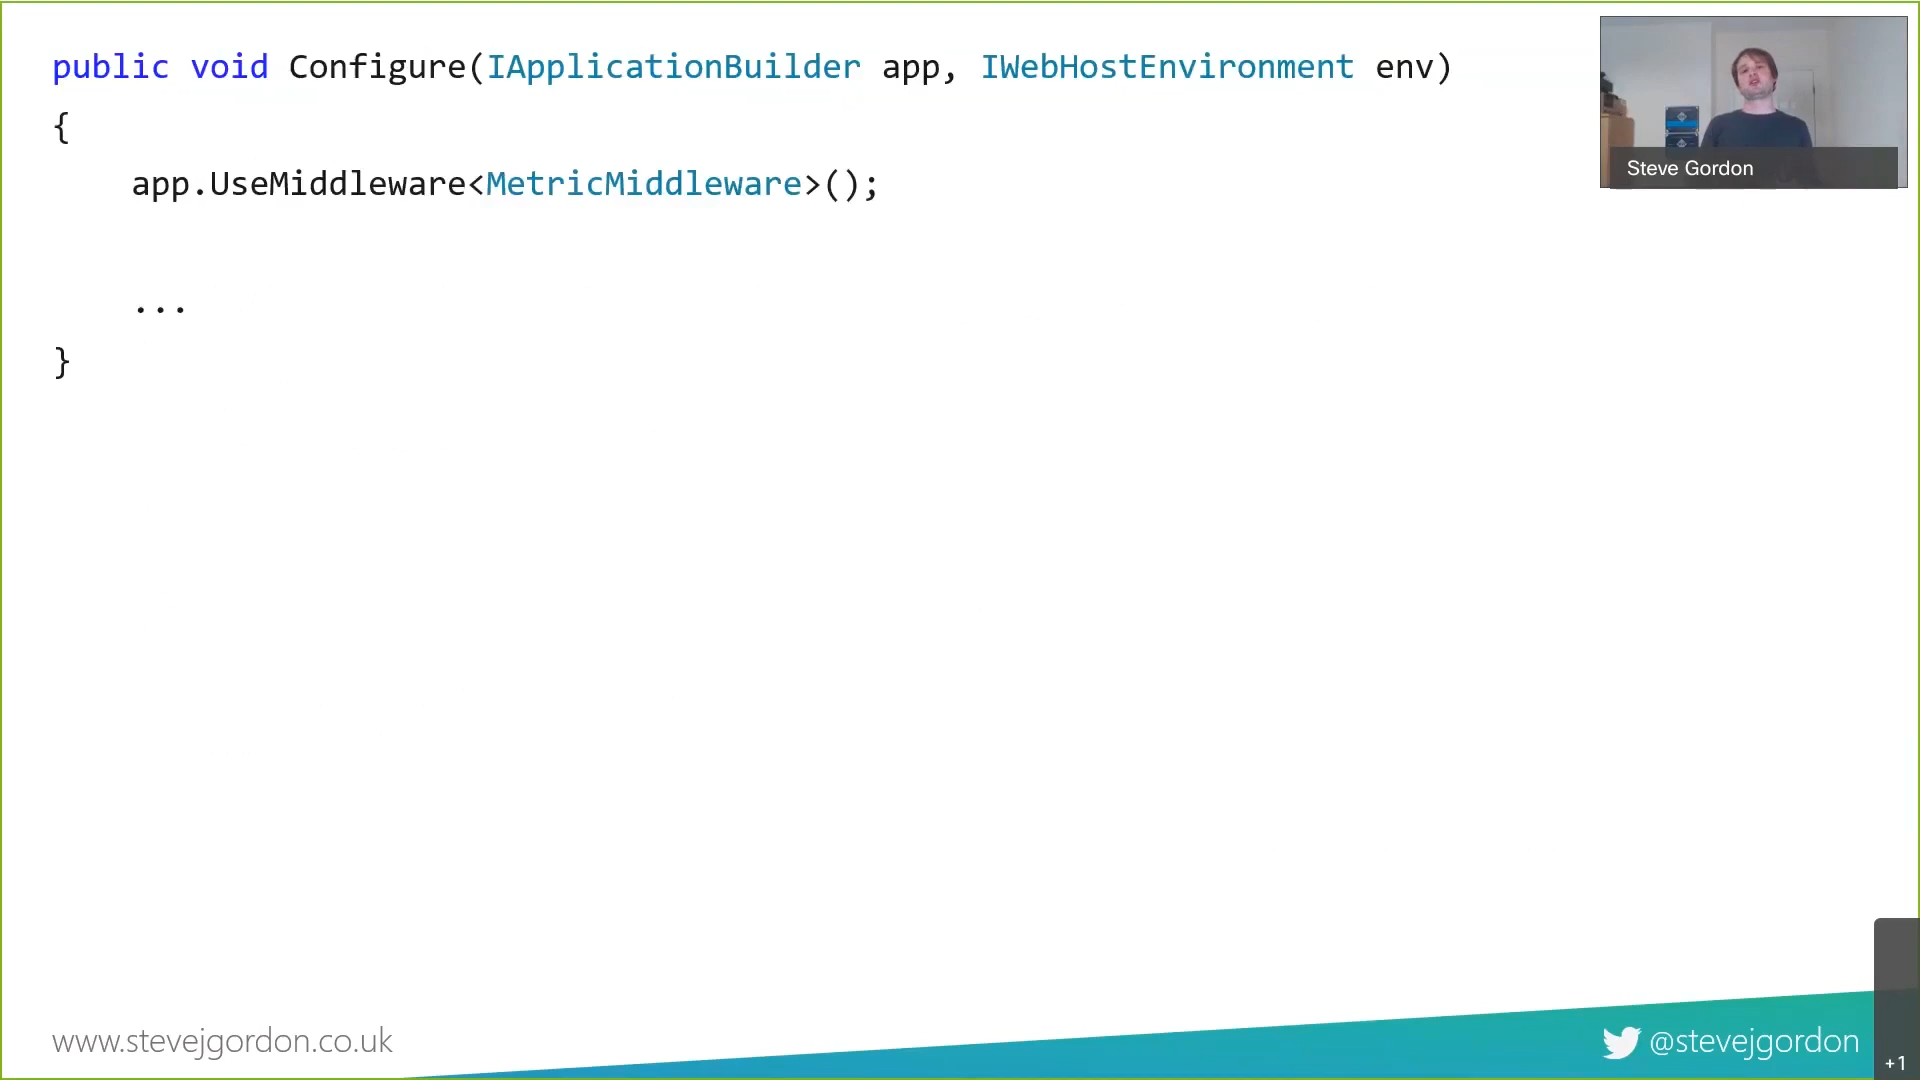 public void Configure(IApplicationBuilder app, IWebHostEnvironment env)
{
app.UseMiddleware<MetricMiddleware>();
...
}
Steve Gordon
www.stevejgordon.co.uk
@stevejgordon
+1